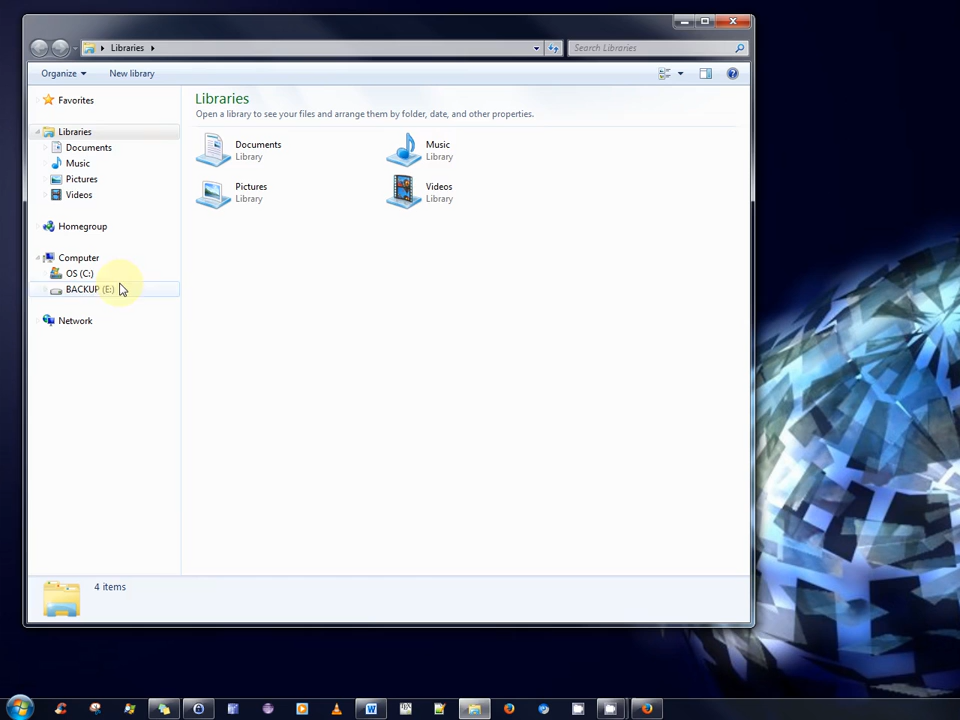 Libraries
Search Libraries
Organize
New library
Favorites
Libraries
Documents
Music
Pictures
Videos
Homegroup
Computer
OS (C:)
BACKUP (E:)
Network
Libraries
Open a library to see your files and arrange them by folder, date, and other properties.
Documents
Library
Music
Library
Pictures
Library
Videos
Library
4 items